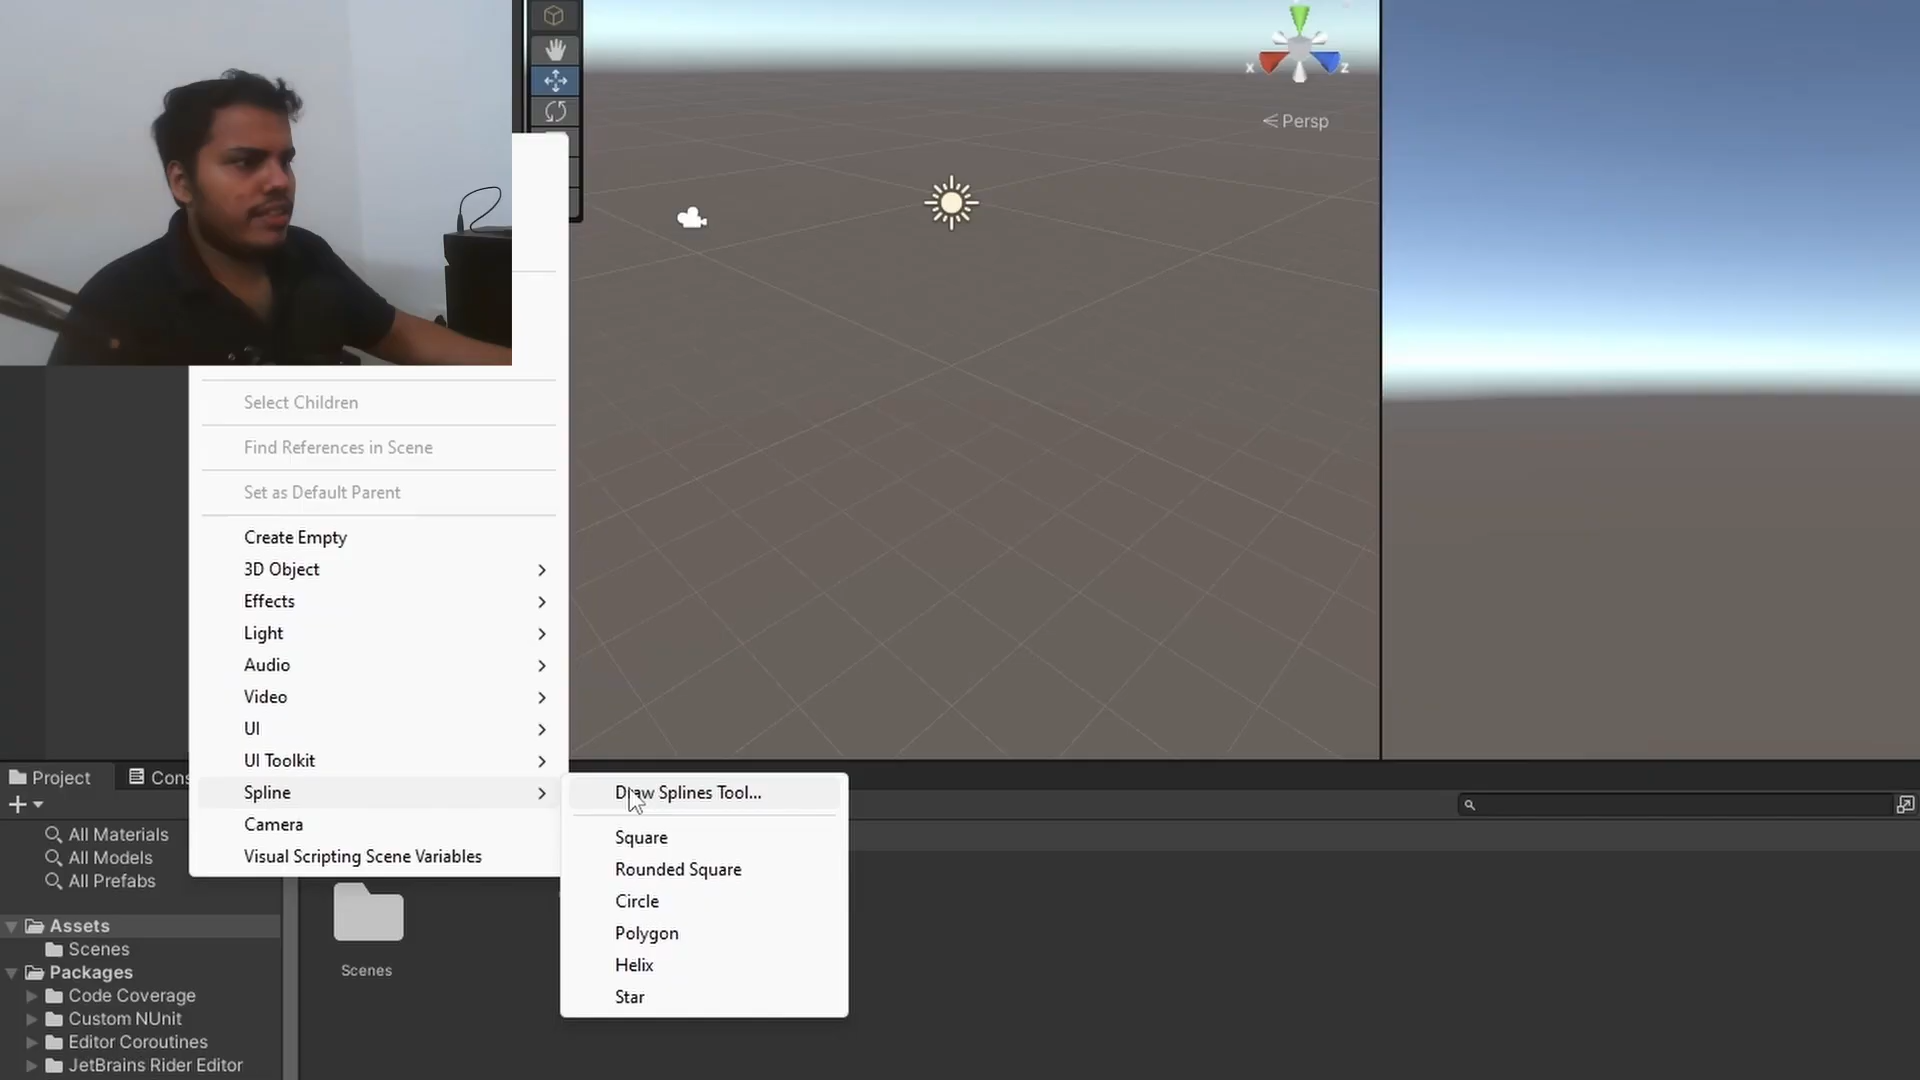 x
z
Persp
Select Children
Find References in Scene
Set as Default Parent
Create Empty
3D Object
Effects
Light
Audio
Video
UI
UI Toolkit
Spline
Camera
Visual Scripting Scene Variables
Draw Splines Tool...
Square
Rounded Square
Circle
Polygon
Helix
Star
Project
Cons
All Materials
All Models
All Prefabs
Assets
Scenes
Packages
Code Coverage
Custom NUnit
Editor Coroutines
JetBrains Rider Editor
Scenes